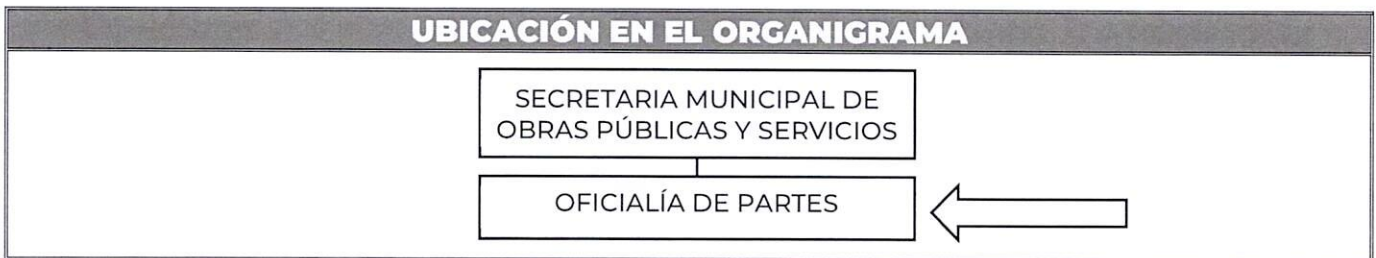 UBICACIÓN EN EL ORGANIGRAMA
SECRETARIA MUNICIPAL DE
OBRAS PÚBLICAS Y SERVICIOS
OFICIALÍA DE PARTES